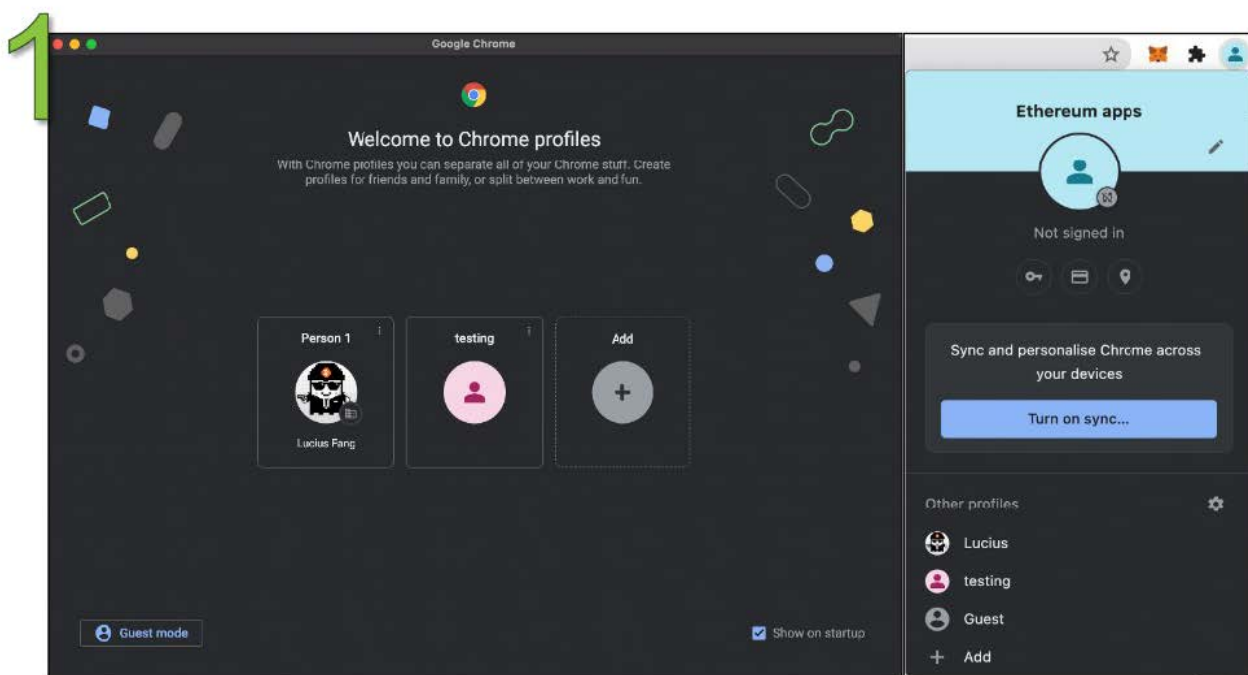 1
Google Chrome
Welcome to Chrome profiles
With Chrome profiles you can separate all of your Chrome stuff. Create
profiles for friends and family, or split between work and fun.
Person 1
testing
Add
Lucius Fang
Guest mode
Show on startup
Ethereum apps
Not signed in
Sync and personalise Chrome across
your devices
Turn on sync...
Other profiles
Lucius
testing
Guest
Add